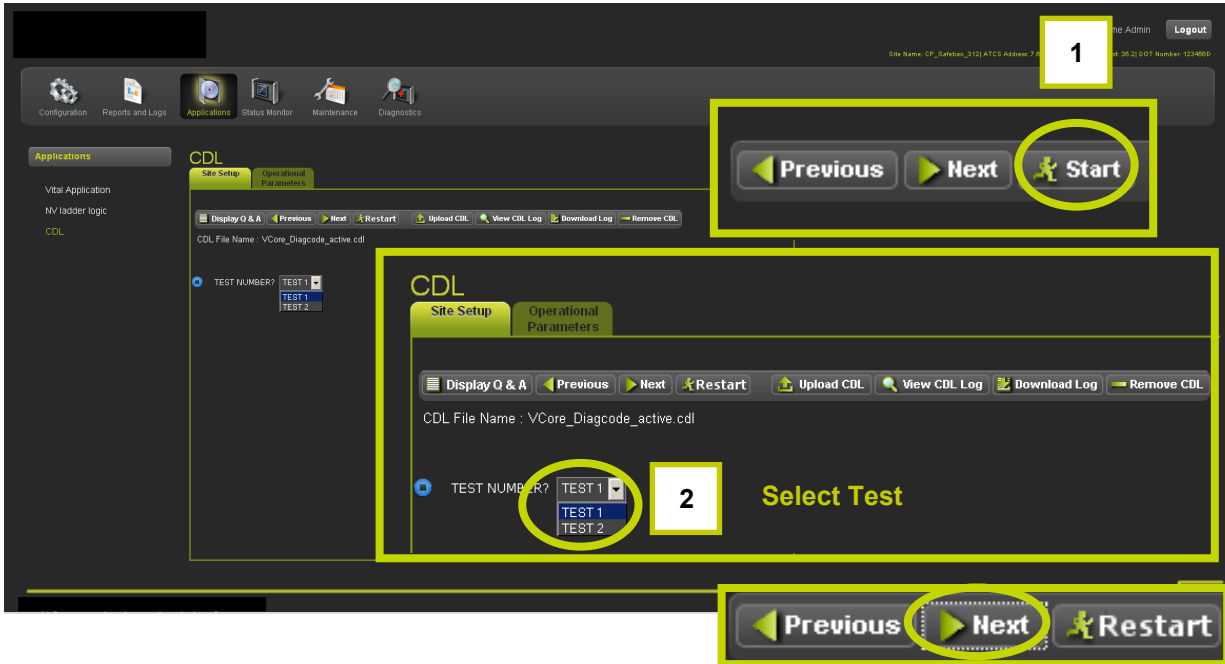 me Admin Logout
Site Name: CP_Safetran_312| ATCS Address: 7.6 35.2| DOT Number: 123456D
1
Configuration Reports and Logs Applications Status Monitor Maintenance Diagnostics
Previous Next Start
Applications
Vital Application
NV ladder logic
CDL
CDL
Site Setup Operational
Parameters
Display Q & A Previous Next Restart Upload CDL View CDL Log Download Log Remove CDL
CDL File Name : VCore_Diagcode_active.cdl
TEST NUMBER? TEST 1
TEST 1
TEST 2
CDL
Site Setup Operational
Parameters
Display Q & A Previous Next Restart Upload CDL View CDL Log Download Log Remove CDL
CDL File Name : VCore_Diagcode_active.cdl
TEST NUMBER? TEST 1
TEST 1
TEST 2
2 Select Test
Previous Next Restart